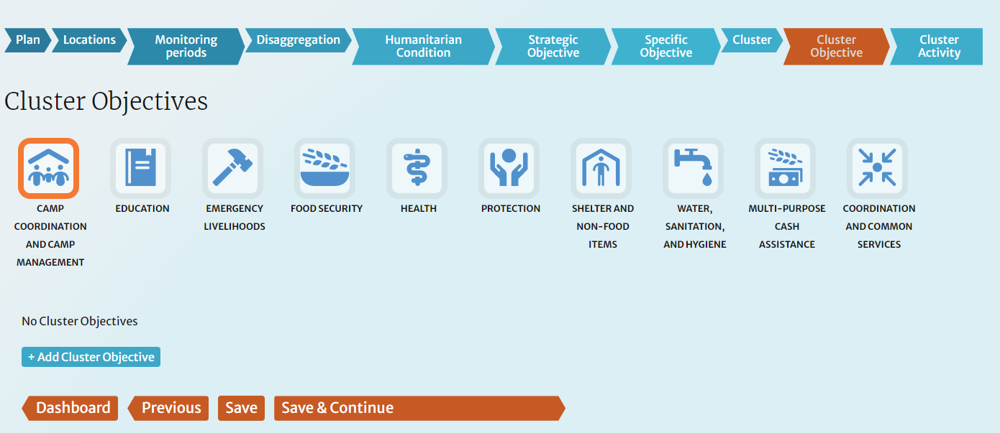 Plan
Locations
Monitoring
periods
Disaggregation
Humanitarian
Condition
Strategic
Objective
Specific
Objective
Cluster
Cluster
Objective
Cluster
Activity
Cluster Objectives
CAMP
COORDINATION
AND CAMP
MANAGEMENT
EDUCATION
EMERGENCY
LIVELIHOODS
FOOD SECURITY
HEALTH
PROTECTION
SHELTER AND
NON-FOOD
ITEMS
WATER,
SANITATION,
AND HYGIENE
MULTI-PURPOSE
CASH
ASSISTANCE
COORDINATION
AND COMMON
SERVICES
No Cluster Objectives
+ Add Cluster Objective
Dashboard
Previous
Save
Save & Continue